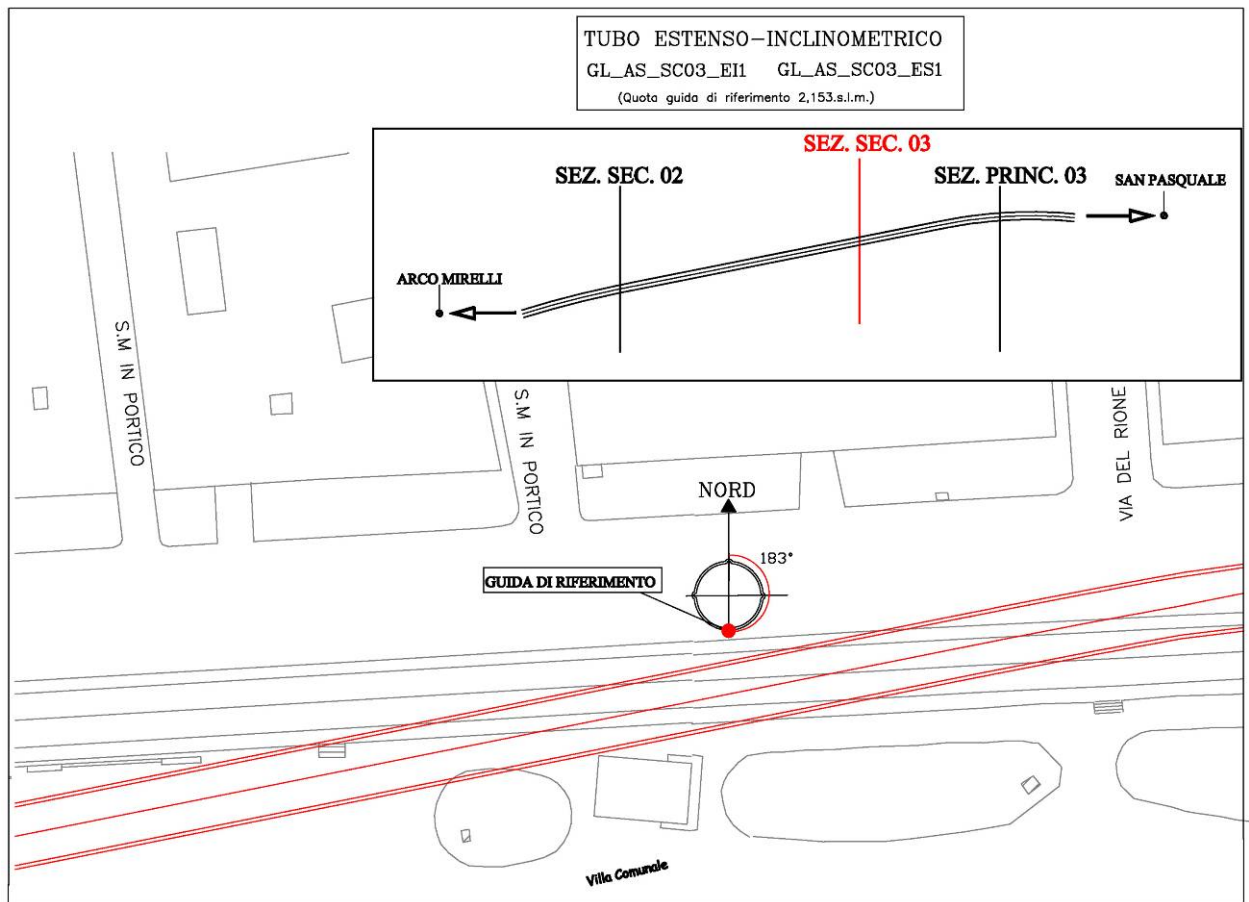 TUBO ESTENSO-INCLINOMETRICO
GL_AS_SC03_EI1 GL_AS_SC03_ES1
(Quota guida di riferimento 2,153.s.l.m.)
SEZ. SEC. 03
SEZ. SEC. 02
SEZ. PRINC. 03
SAN PASQUALE
ARCO MIRELLI
S.M IN PORTICO
S.M IN PORTICO
VIA DEL RIONE
NORD
183°
GUIDA DI RIFERIMENTO
Villa Comunale